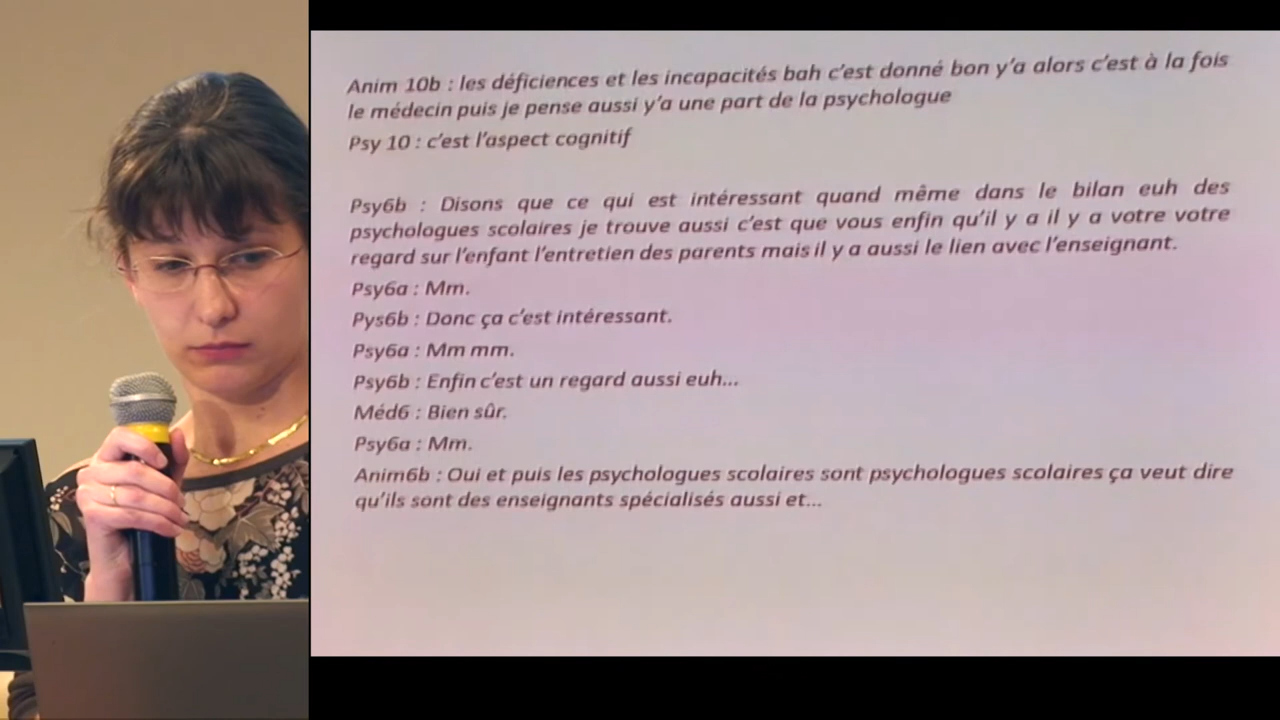 Anim 10b : les déficiences et les incapacités bah c'est donné bon y'a alors c'est à la fois
le médecin puis je pense aussi y'a une part de la psychologue
Psy 10 : c'est l'aspect cognitif
Psy6b : Disons que ce qui est intéressant quand même dans le bilan euh des
psychologues scolaires je trouve aussi c'est que vous enfin qu'il y a il y a votre votre
regard sur l'enfant l'entretien des parents mais il y a aussi le lien avec l'enseignant.
Psy6a : Mm.
Pys6b : Donc ça c'est intéressant.
Psy6a : Mm mm.
Psy6b : Enfin c'est un regard aussi euh...
Méd6 : Bien sûr.
Psy6a : Mm.
Anim6b : Oui et puis les psychologues scolaires sont psychologues scolaires ça veut dire
qu'ils sont des enseignants spécialisés aussi et...